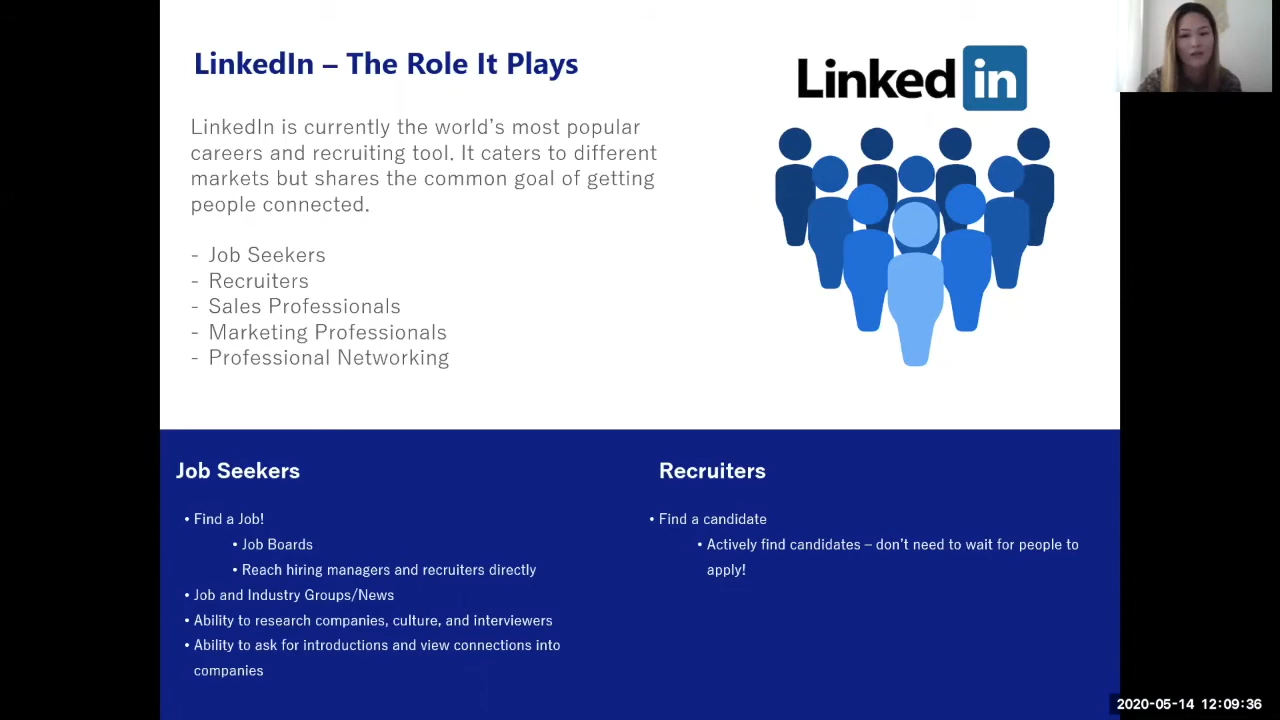 LinkedIn – The Role It Plays
Linked in
LinkedIn is currently the world's most popular
careers and recruiting tool. It caters to different
markets but shares the common goal of getting
people connected.
- Job Seekers
- Recruiters
- Sales Professionals
- Marketing Professionals
- Professional Networking
Job Seekers
• Find a Job!
• Job Boards
• Reach hiring managers and recruiters directly
• Job and Industry Groups/News
• Ability to research companies, culture, and interviewers
• Ability to ask for introductions and view connections into
companies
Recruiters
• Find a candidate
• Actively find candidates – don't need to wait for people to
apply!
2020-05-14 12:09:36